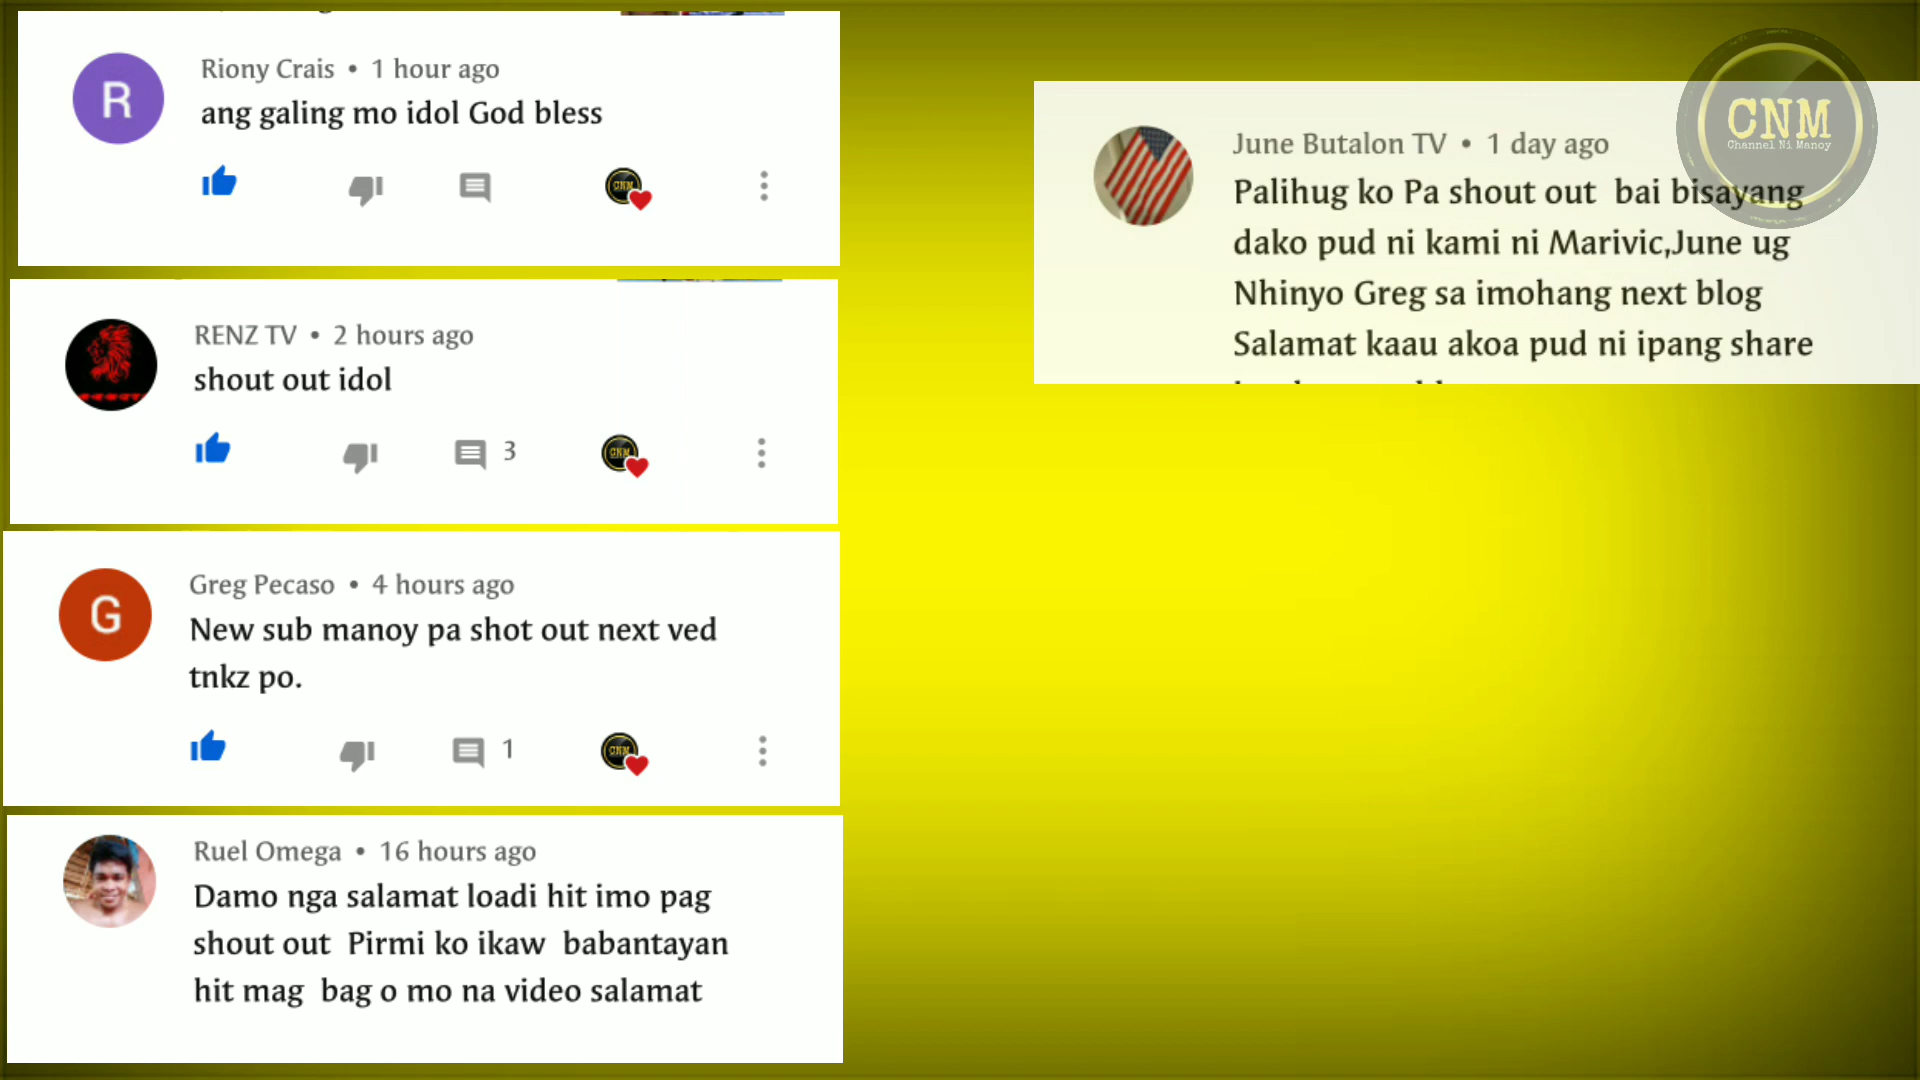 Riony Crais • 1 hour ago
ang galing mo idol God bless
RENZ TV • 2 hours ago
shout out idol
3
Greg Pecaso • 4 hours ago
New sub manoy pa shot out next ved
tnkz po.
1
Ruel Omega • 16 hours ago
Damo nga salamat loadi hit imo pag
shout out Pirmi ko ikaw babantayan
hit mag bag o mo na video salamat
June Butalon TV • 1 day ago
Palihug ko Pa shout out bai bisayang
dako pud ni kami ni Marivic,June ug
Nhinyo Greg sa imohang next blog
Salamat kaau akoa pud ni ipang share
CNM
Channel Ni Manoy
R
G
CNM
CNM
CNM